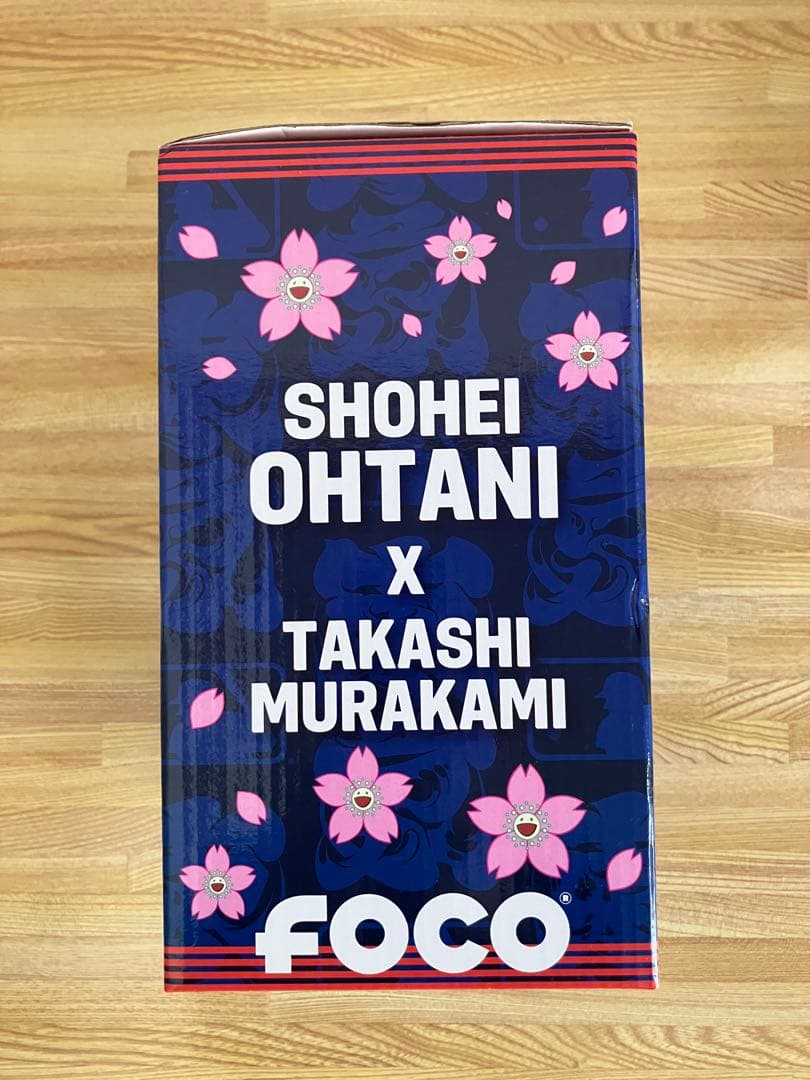 SHOHEI
OHTANI
X
TAKASHI
MURAKAMI
FOCO®